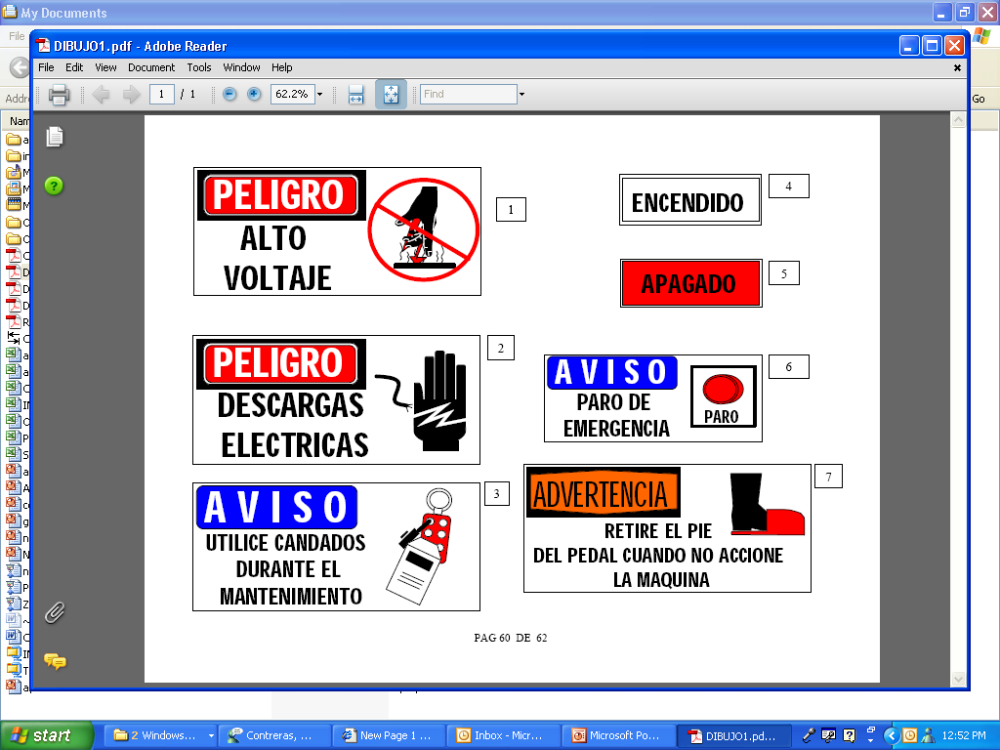 My Documents
File
DIBUJO1.pdf - Adobe Reader
File Edit View Document Tools Window Help
1 / 1 62.2% Find
Go
PELIGRO
ALTO
VOLTAJE
1
ENCENDIDO
4
APAGADO
5
PELIGRO
DESCARGAS
ELECTRICAS
2
AVISO
PARO DE
EMERGENCIA
PARO
6
AVISO
UTILICE CANDADOS
DURANTE EL
MANTENIMIENTO
3
ADVERTENCIA
RETIRE EL PIE
DEL PEDAL CUANDO NO ACCIONE
LA MAQUINA
7
PAG 60 DE 62
start 2 Windows... Contreras, ... New Page 1 ... Inbox - Micr... Microsoft Po... DIBUJO1.pd... 12:52 PM